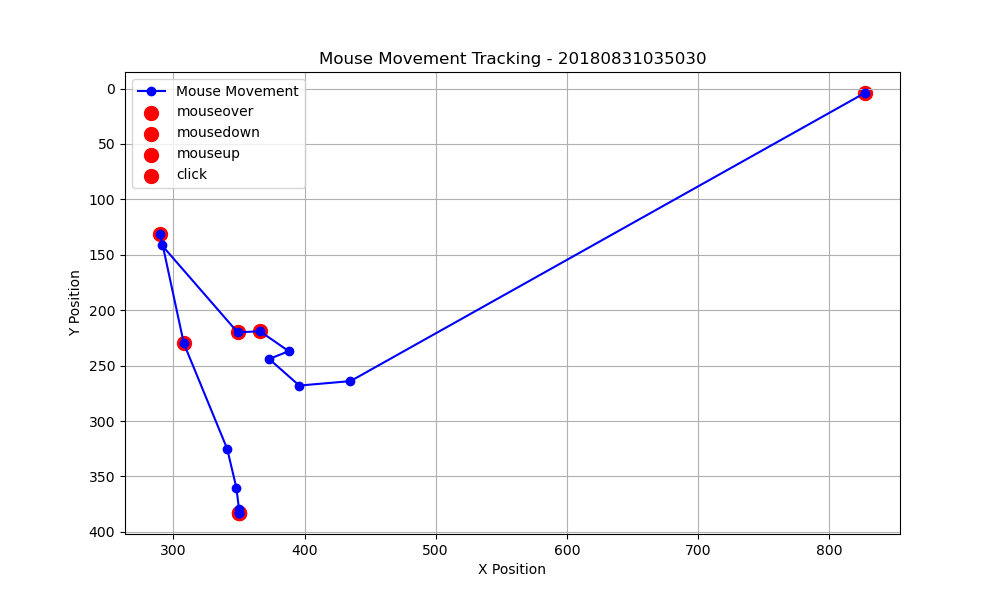 Mouse Movement Tracking - 20180831035030
Mouse Movement
mouseover
mousedown
mouseup
click
0
50
100
150
200
250
300
350
400
Y Position
300 400 500 600 700 800
X Position